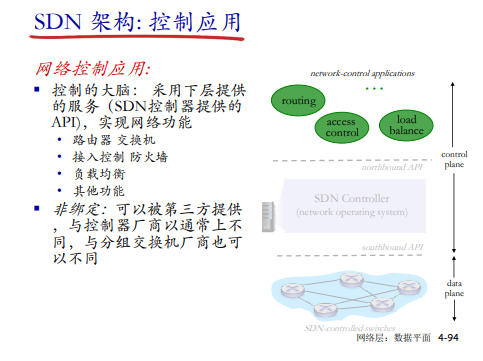 SDN 架构: 控制应用
网络控制应用:
控制的大脑: 采用下层提供
的服务（SDN控制器提供的
API)，实现网络功能
路由器 交换机
接入控制 防火墙
负载均衡
其他功能
非绑定：可以被第三方提供
，与控制器厂商以通常上不
同，与分组交换机厂商也可
以不同
network-control applications
...
routing
access
control
load
balance
control
plane
northbound API
SDN Controller
(network operating system)
southbound API
data
plane
SDN-controlled switches
网络层：数据平面 4-94